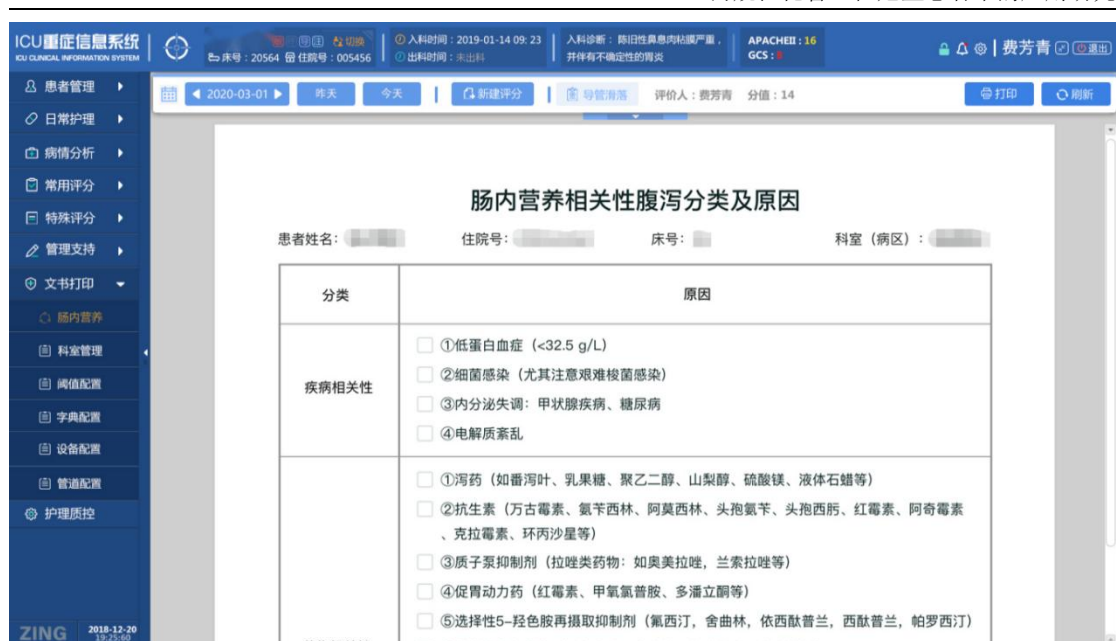 ICU重症信息系统
ICU CLINICAL INFORMATION SYSTEM
切换
床号：20564 住院号：005456
入科时间：2019-01-14 09: 23
出科时间：未出科
入科诊断： 陈旧性鼻息肉粘膜严重，
并伴有不确定性的胃炎
APACHEII : 16
GCS :
费芳青
退出
患者管理
日常护理
病情分析
常用评分
特殊评分
管理支持
文书打印
肠内营养
科室管理
阈值配置
字典配置
设备配置
管道配置
护理质控
ZING 2018-12-20
19:25:60
2020-03-01 昨天 今天 新建评分 导管滑落 评价人：费芳青 分值：14 打印 刷新
肠内营养相关性腹泻分类及原因
患者姓名： 住院号： 床号： 科室（病区）:
分类 原因
疾病相关性
①低蛋白血症（<32.5 g/L）
②细菌感染（尤其注意艰难梭菌感染）
③内分泌失调：甲状腺疾病、糖尿病
④电解质紊乱
①泻药（如番泻叶、乳果糖、聚乙二醇、山梨醇、硫酸镁、液体石蜡等）
②抗生素（万古霉素、氨苄西林、阿莫西林、头孢氨苄、头孢西肟、红霉素、阿奇霉素
、克拉霉素、环丙沙星等）
③质子泵抑制剂（拉唑类药物：如奥美拉唑，兰索拉唑等）
④促胃动力药（红霉素、甲氧氯普胺、多潘立酮等）
⑤选择性5-羟色胺再摄取抑制剂（氟西汀，舍曲林，依西酞普兰，西酞普兰，帕罗西汀）